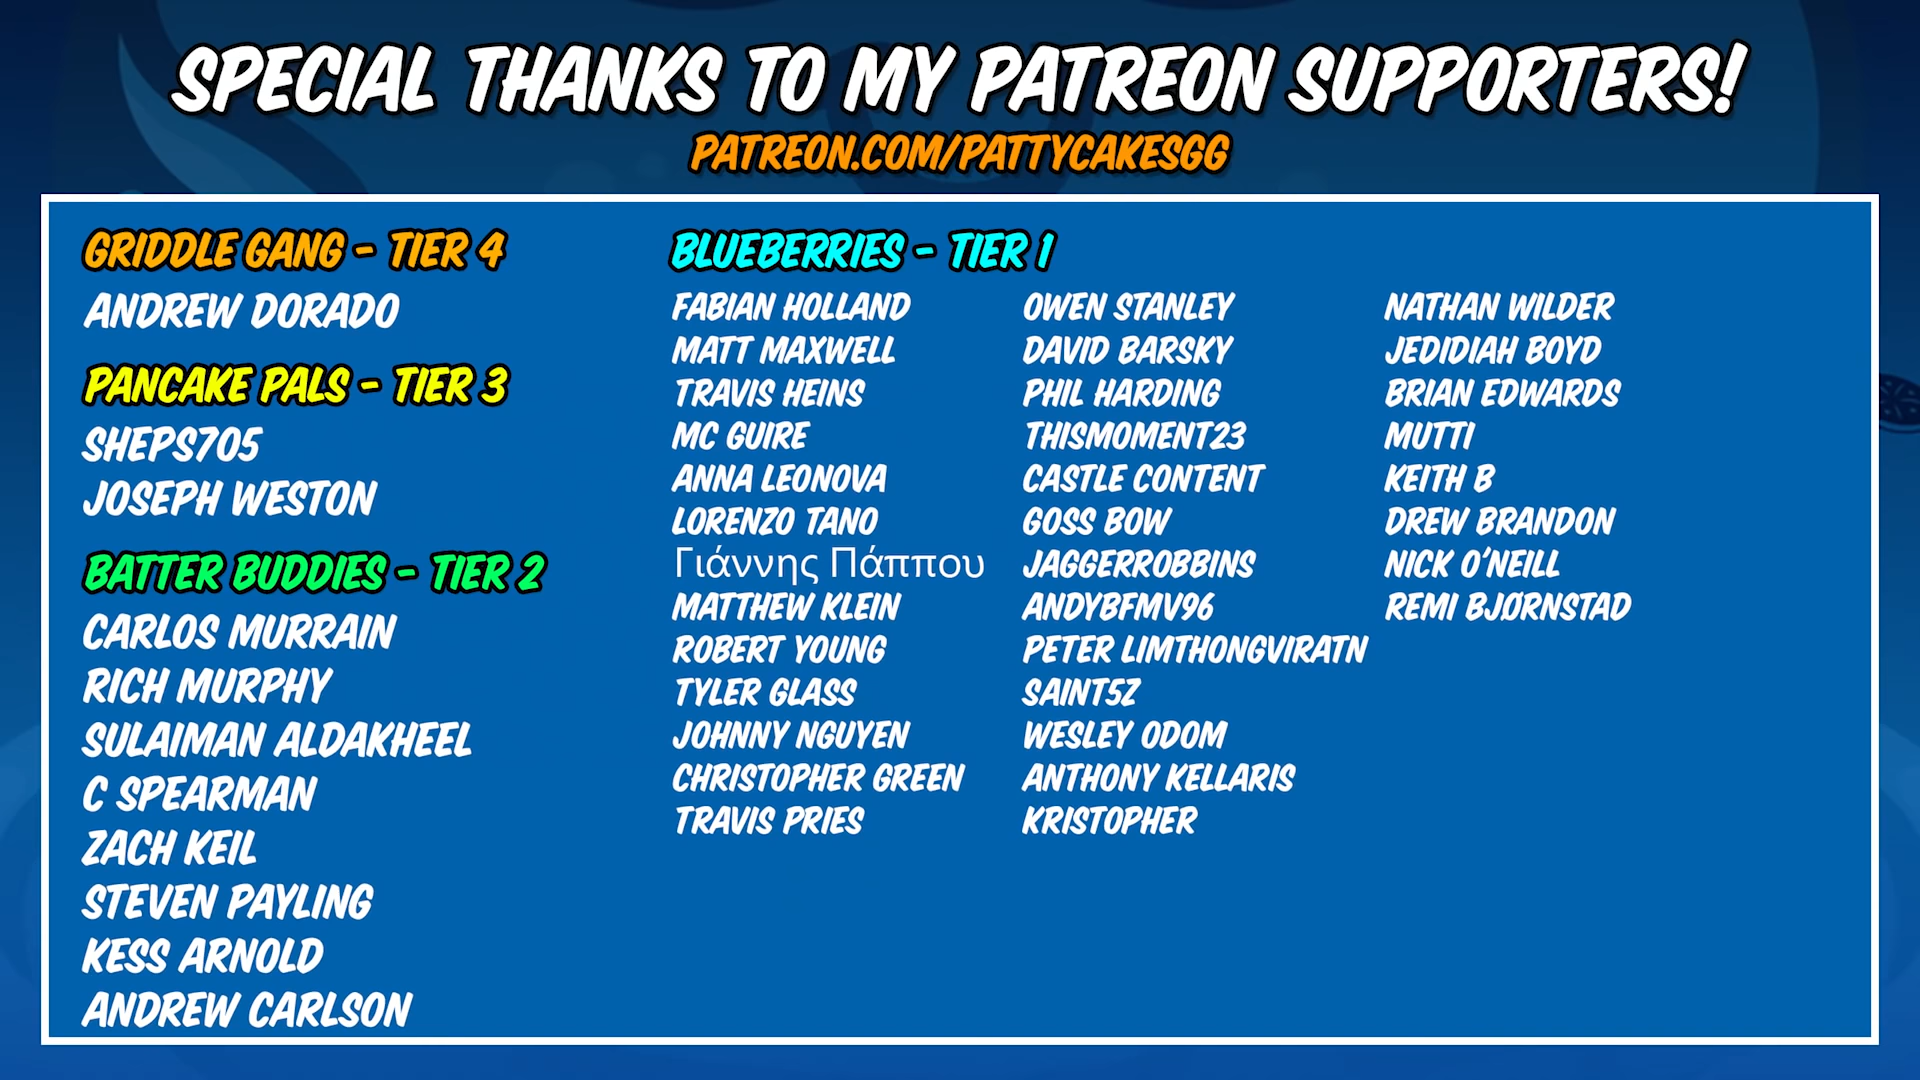 SPECIAL THANKS TO MY PATREON SUPPORTERS!
PATREON.COM/PATTYCAKESGG
GRIDDLE GANG - TIER 4
ANDREW DORADO
PANCAKE PALS - TIER 3
SHEPS705
JOSEPH WESTON
BATTER BUDDIES - TIER 2
CARLOS MURRAIN
RICH MURPHY
SULAIMAN ALDAKHEEL
C SPEARMAN
ZACH KEIL
STEVEN PAYLING
KESS ARNOLD
ANDREW CARLSON
BLUEBERRIES - TIER 1
FABIAN HOLLAND
MATT MAXWELL
TRAVIS HEINS
MC GUIRE
ANNA LEONOVA
LORENZO TANO
Γιάννης Πάππου
MATTHEW KLEIN
ROBERT YOUNG
TYLER GLASS
JOHNNY NGUYEN
CHRISTOPHER GREEN
TRAVIS PRIES
OWEN STANLEY
DAVID BARSKY
PHIL HARDING
THISMOMENT23
CASTLE CONTENT
GOSS BOW
JAGGERROBBINS
ANDYBFMV96
PETER LIMTHONGVIRATN
SAINT5Z
WESLEY ODOM
ANTHONY KELLARIS
KRISTOPHER
NATHAN WILDER
JEDIDIAH BOYD
BRIAN EDWARDS
MUTTI
KEITH B
DREW BRANDON
NICK O'NEILL
REMI BJØRNSTAD